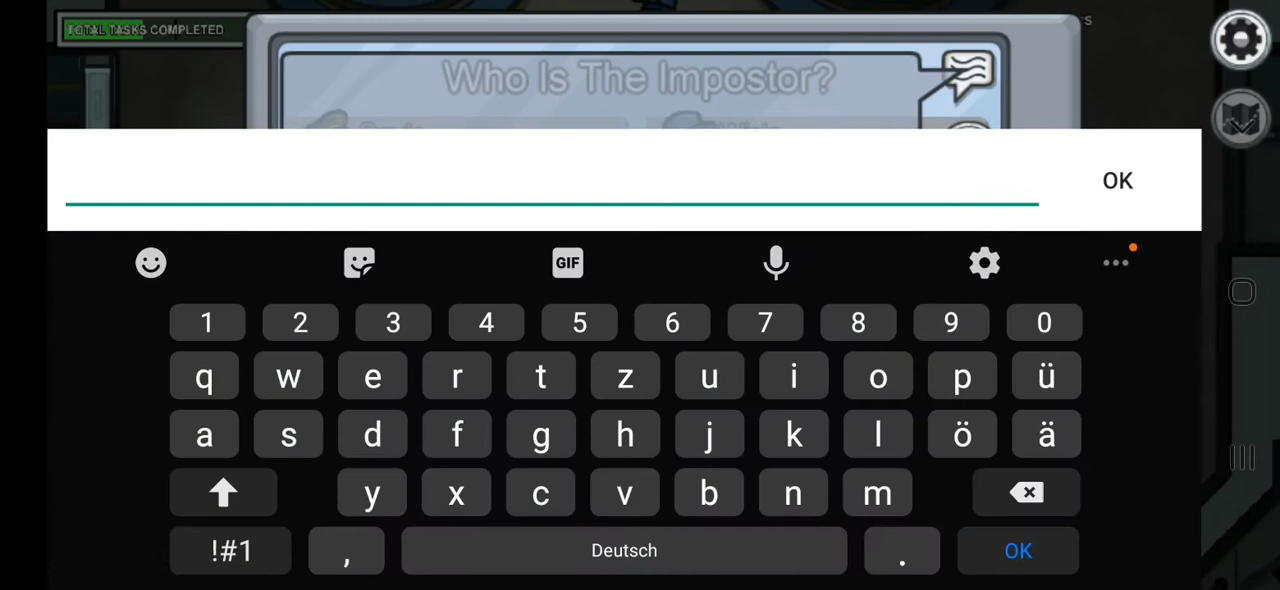 TOTAL TASKS COMPLETED
Who Is The Impostor?
OK
GIF
1 2 3 4 5 6 7 8 9 0
q w e r t z u i o p ü
a s d f g h j k l ö ä
y x c v b n m
!#1 , Deutsch . OK